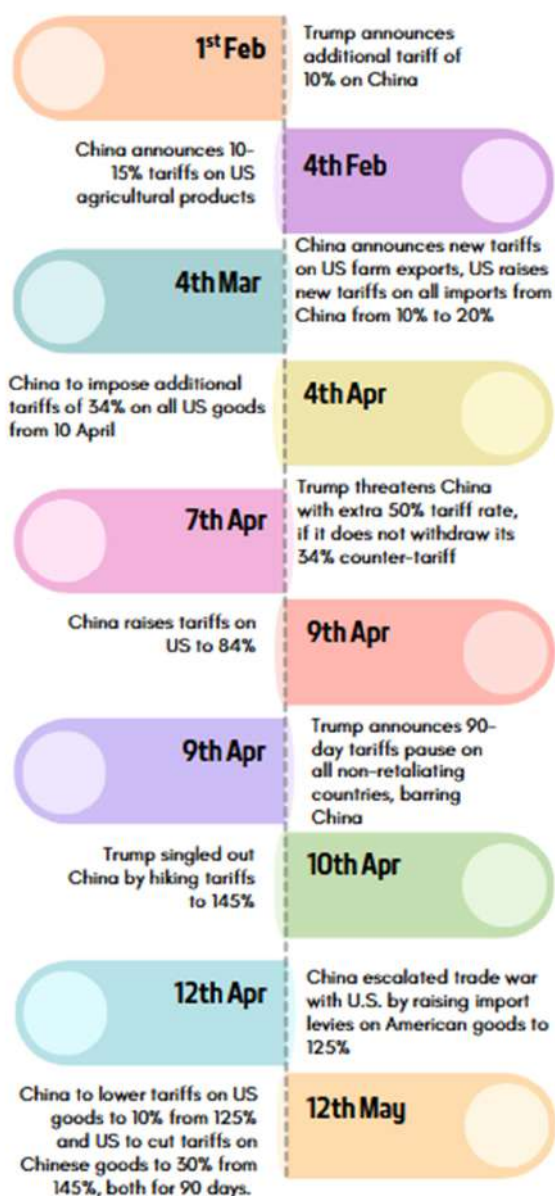 1st Feb
Trump announces
additional tariff of
10% on China
China announces 10-
15% tariffs on US
agricultural products
4th Feb
4th Mar
China announces new tariffs
on US farm exports, US raises
new tariffs on all imports from
China from 10% to 20%
China to impose additional
tariffs of 34% on all US goods
from 10 April
4th Apr
7th Apr
Trump threatens China
with extra 50% tariff rate,
if it does not withdraw its
34% counter-tariff
China raises tariffs on
US to 84%
9th Apr
9th Apr
Trump announces 90-
day tariffs pause on
all non-retaliating
countries, barring
China
Trump singled out
China by hiking tariffs
to 145%
10th Apr
12th Apr
China escalated trade war
with U.S. by raising import
levies on American goods to
125%
China to lower tariffs on US
goods to 10% from 125%
and US to cut tariffs on
Chinese goods to 30% from
145%, both for 90 days.
12th May